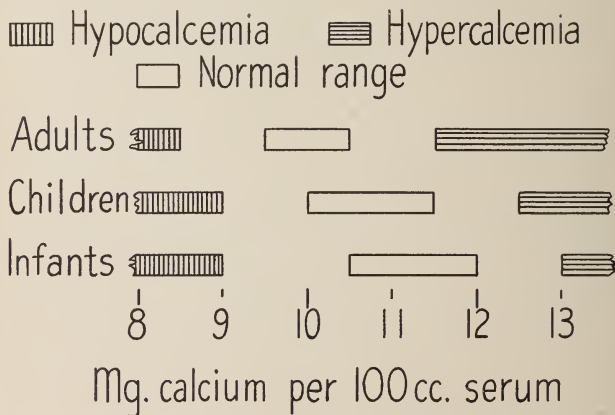 Hypocalcemia Hypercalcemia
Normal range
Adults
Children
Infants
8 9 10 11 12 13
Mg. calcium per 100cc. serum